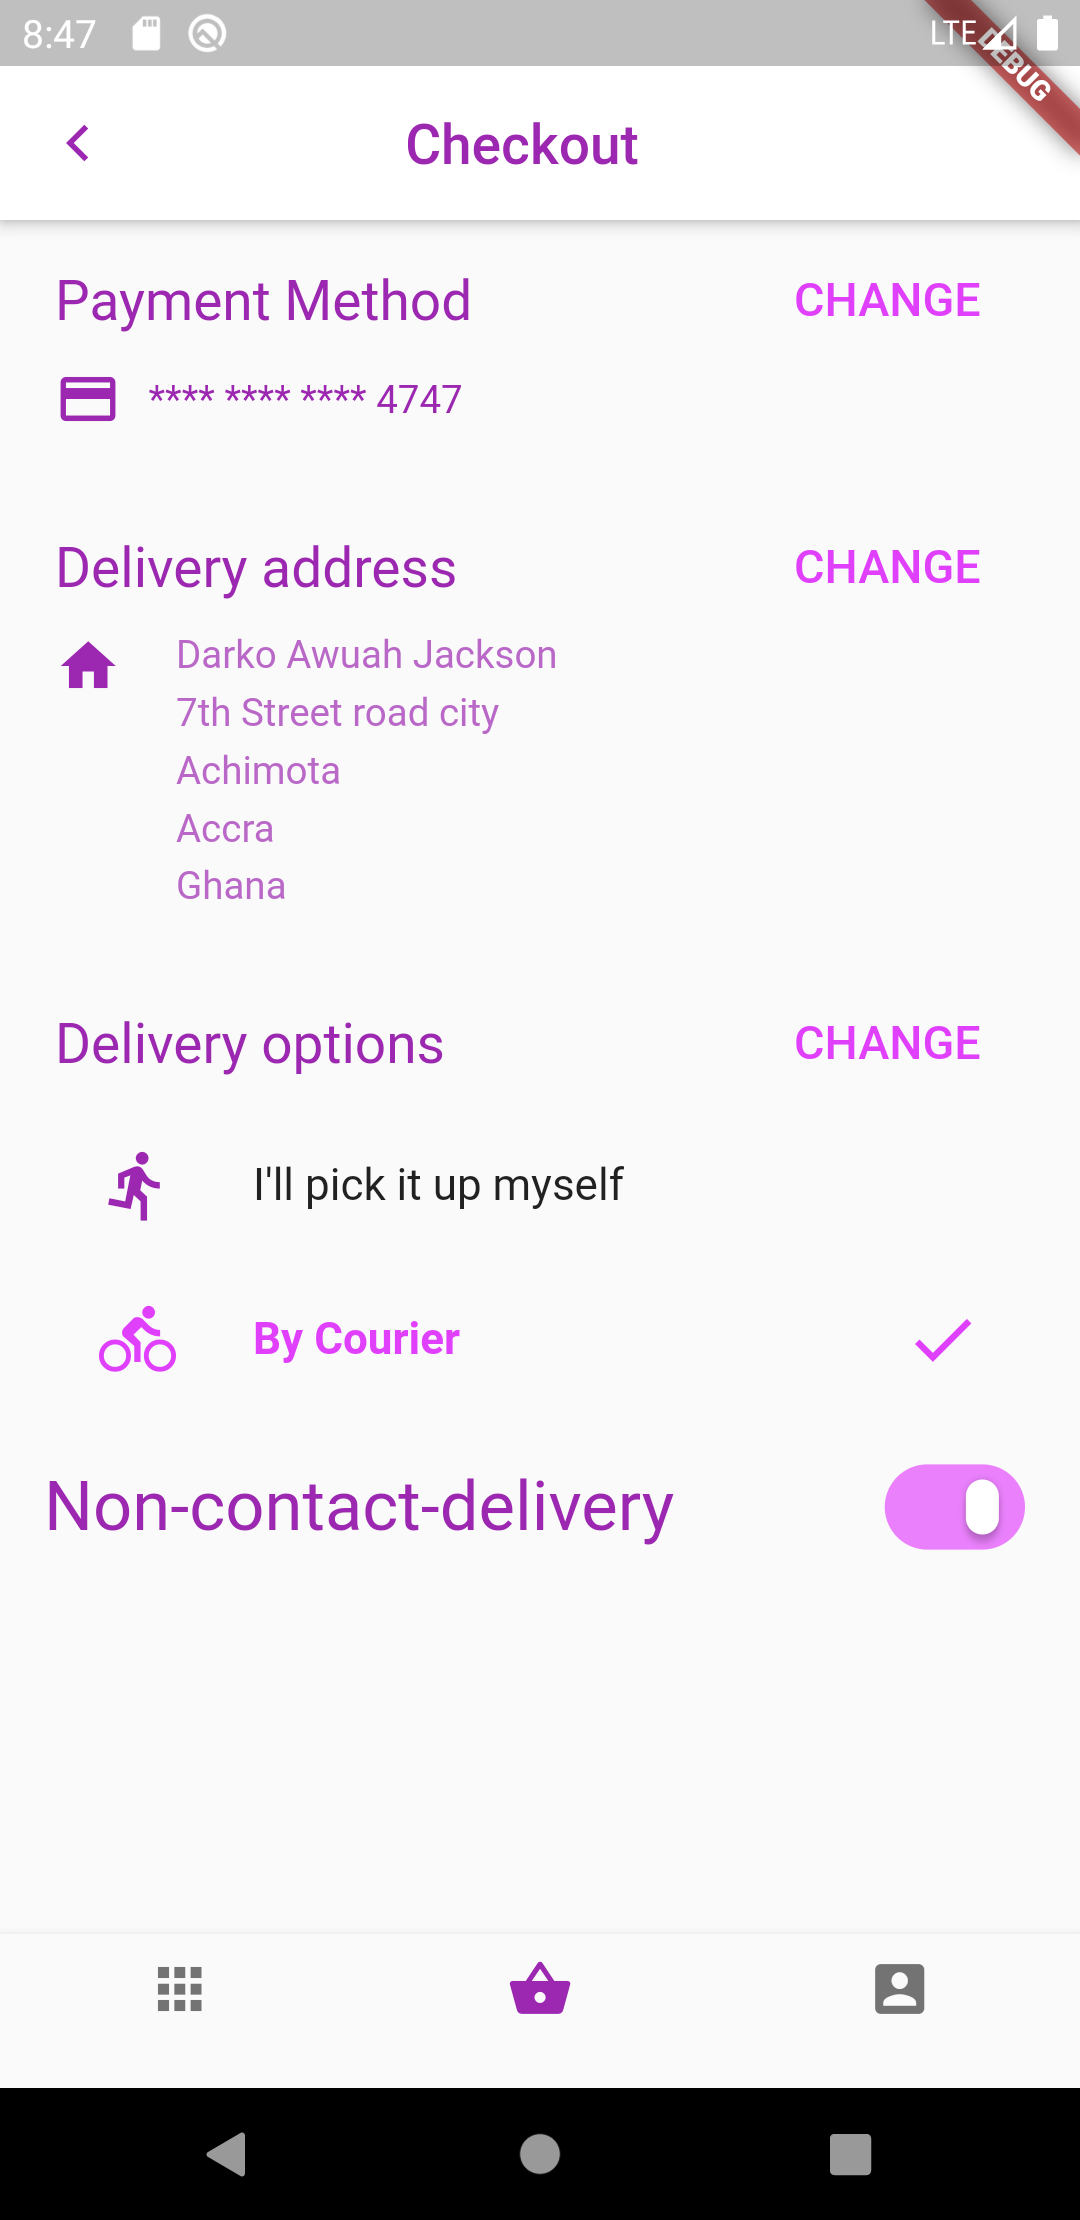 8:47 LTE
DEBUG
Checkout
Payment Method CHANGE
**** **** **** 4747
Delivery address CHANGE
Darko Awuah Jackson
7th Street road city
Achimota
Accra
Ghana
Delivery options CHANGE
I'll pick it up myself
By Courier
Non-contact-delivery